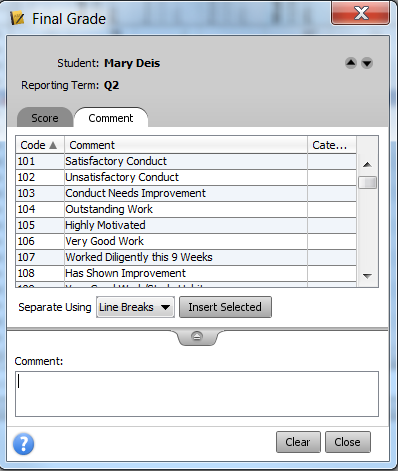 Final Grade
Student: Mary Deis
Reporting Term: Q2
Score Comment
Code Comment Cate...
101 Satisfactory Conduct
102 Unsatisfactory Conduct
103 Conduct Needs Improvement
104 Outstanding Work
105 Highly Motivated
106 Very Good Work
107 Worked Diligently this 9 Weeks
108 Has Shown Improvement
Separate Using Line Breaks Insert Selected
Comment:
? Clear Close